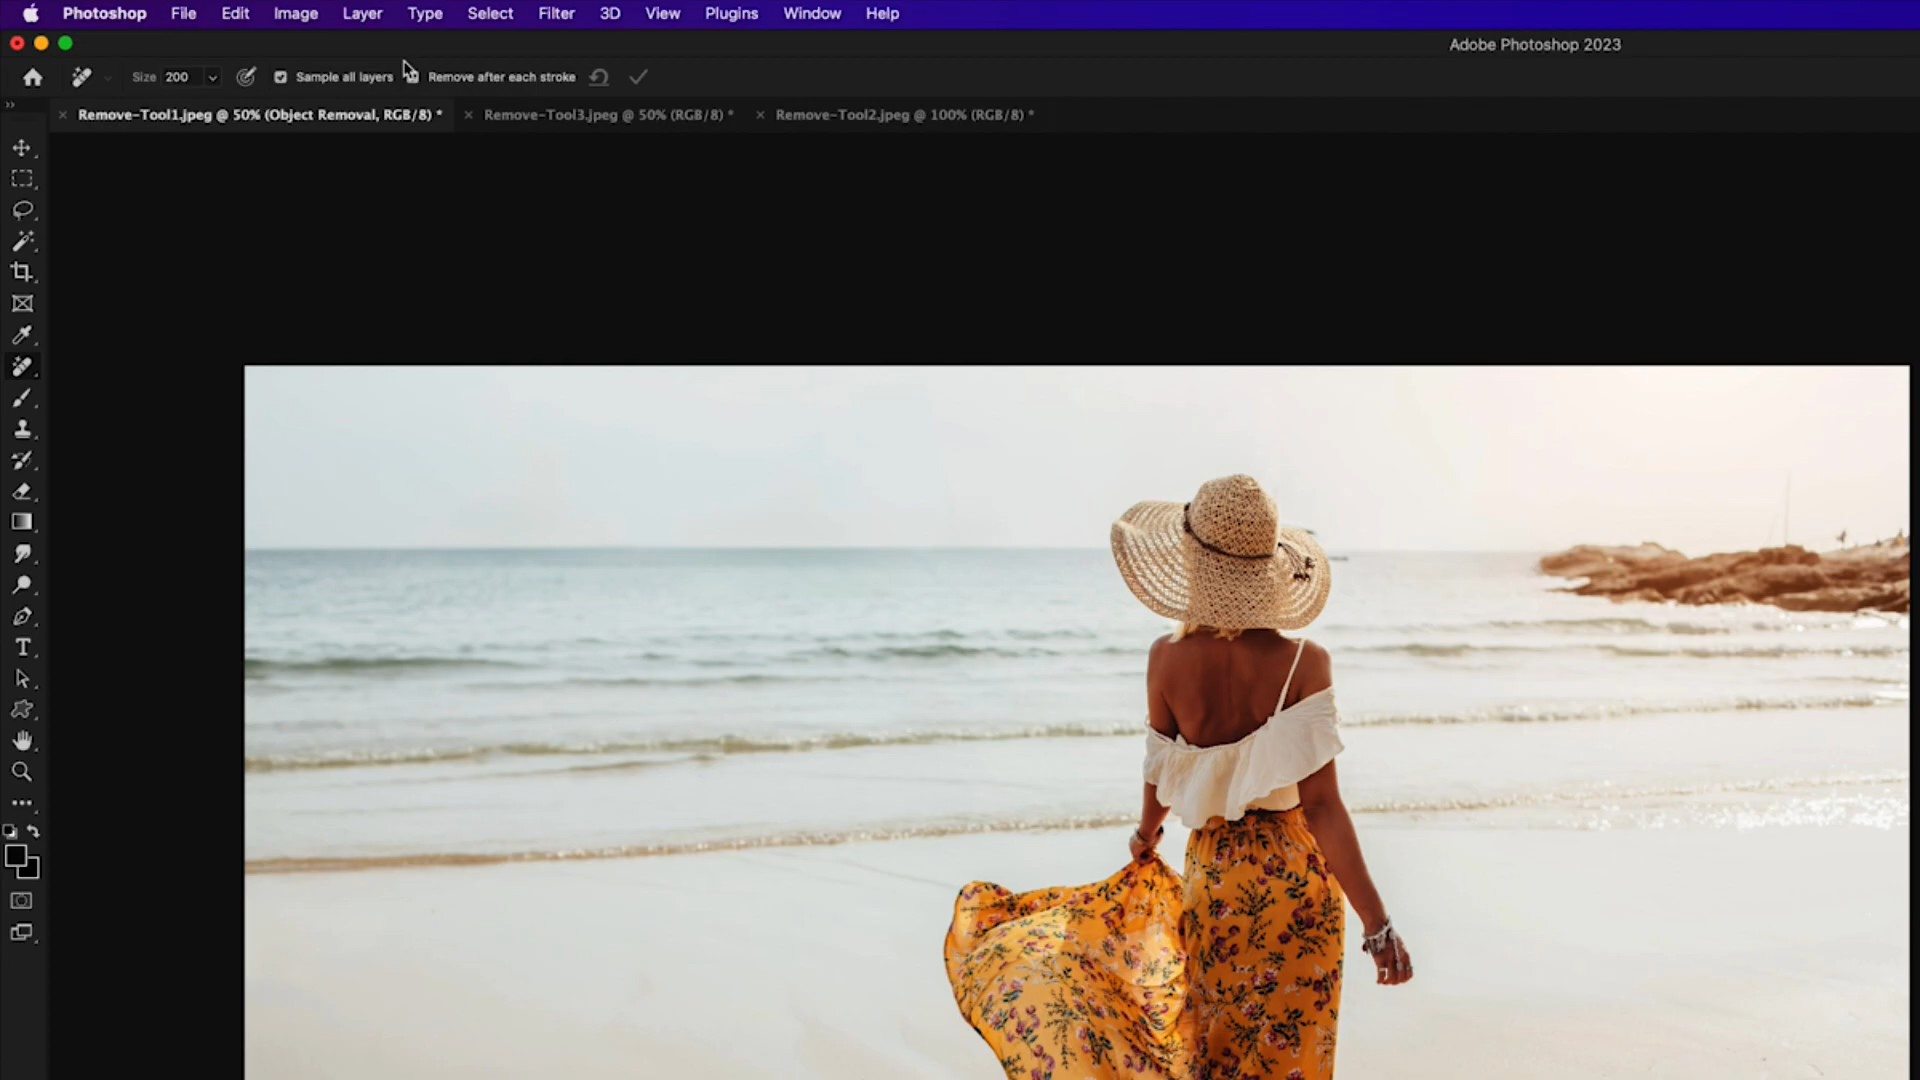 Photoshop File Edit Image Layer Type Select Filter 3D View Plugins Window Help
Adobe Photoshop 2023
Size 200 Sample all layers Remove after each stroke
Remove-Tool1.jpeg @ 50% (Object Removal, RGB/8) * Remove-Tool3.jpeg @ 50% (RGB/8) * Remove-Tool2.jpeg @ 100% (RGB/8) *